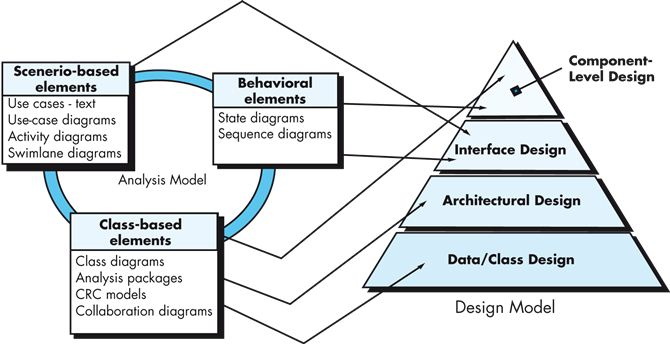 Scenerio-based
elements
Use cases - text
Use-case diagrams
Activity diagrams
Swimlane diagrams
Behavioral
elements
State diagrams
Sequence diagrams
Analysis Model
Class-based
elements
Class diagrams
Analysis packages
CRC models
Collaboration diagrams
Component-
Level Design
Interface Design
Architectural Design
Data/Class Design
Design Model